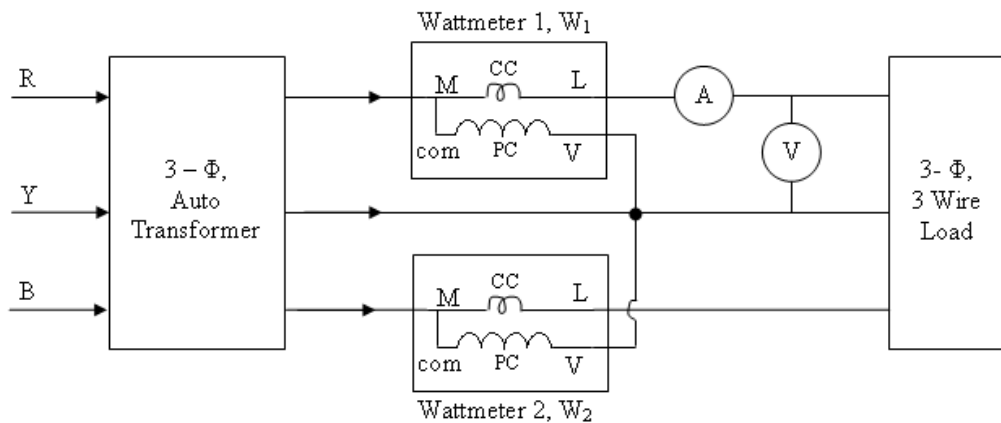 Wattmeter 1, W₁
R
M
CC
L
A
com
PC
V
V
3 – Φ,
Auto
Transformer
3- Φ,
3 Wire
Load
Y
B
M
CC
L
com
PC
V
Wattmeter 2, W₂